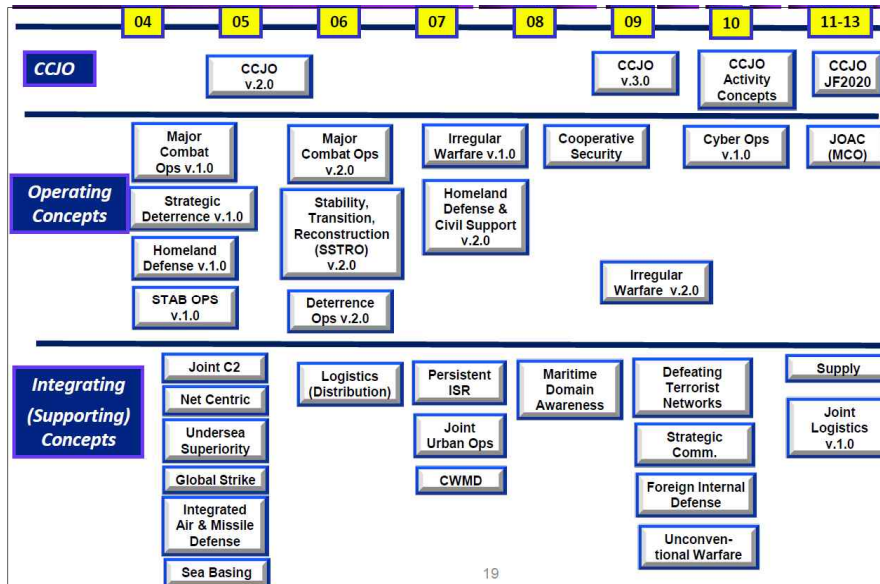 04 05 06 07 08 09 10 11-13
CCJO
CCJO
v.2.0
CCJO
v.3.0
CCJO
Activity
Concepts
CCJO
JF2020
Operating
Concepts
Major
Combat
Ops v.1.0
Strategic
Deterrence v.1.0
Homeland
Defense v.1.0
STAB OPS
v.1.0
Major
Combat Ops
v.2.0
Stability,
Transition,
Reconstruction
(SSTRO)
v.2.0
Deterrence
Ops v.2.0
Irregular
Warfare v.1.0
Homeland
Defense &
Civil Support
v.2.0
Cooperative
Security
Irregular
Warfare v.2.0
Cyber Ops
v.1.0
JOAC
(MCO)
Integrating
(Supporting)
Concepts
Joint C2
Net Centric
Undersea
Superiority
Global Strike
Integrated
Air & Missile
Defense
Sea Basing
Logistics
(Distribution)
Persistent
ISR
Joint
Urban Ops
CWMD
Maritime
Domain
Awareness
Defeating
Terrorist
Networks
Strategic
Comm.
Foreign Internal
Defense
Unconven-
tional Warfare
Supply
Joint
Logistics
v.1.0
19